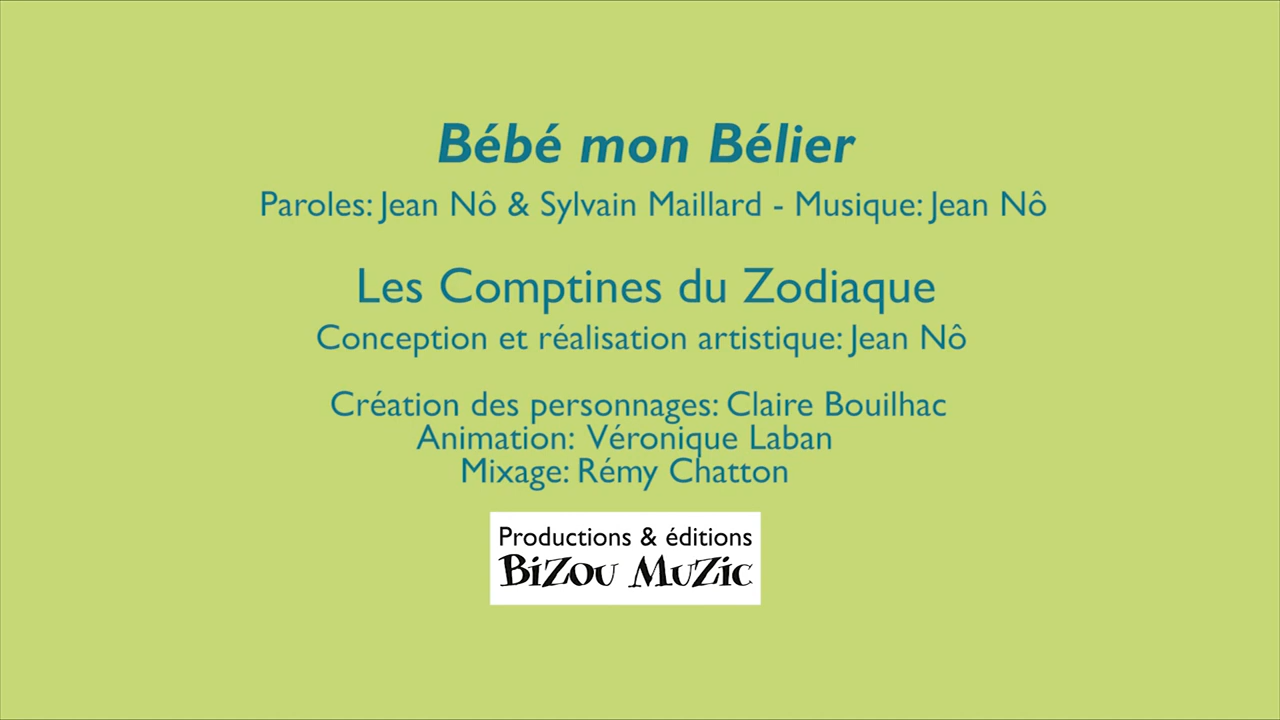 Bébé mon Bélier
Paroles: Jean Nô & Sylvain Maillard - Musique: Jean Nô
Les Comptines du Zodiaque
Conception et réalisation artistique: Jean Nô
Création des personnages: Claire Bouilhac
Animation: Véronique Laban
Mixage: Rémy Chatton
Productions & éditions
BiZOU MUZic